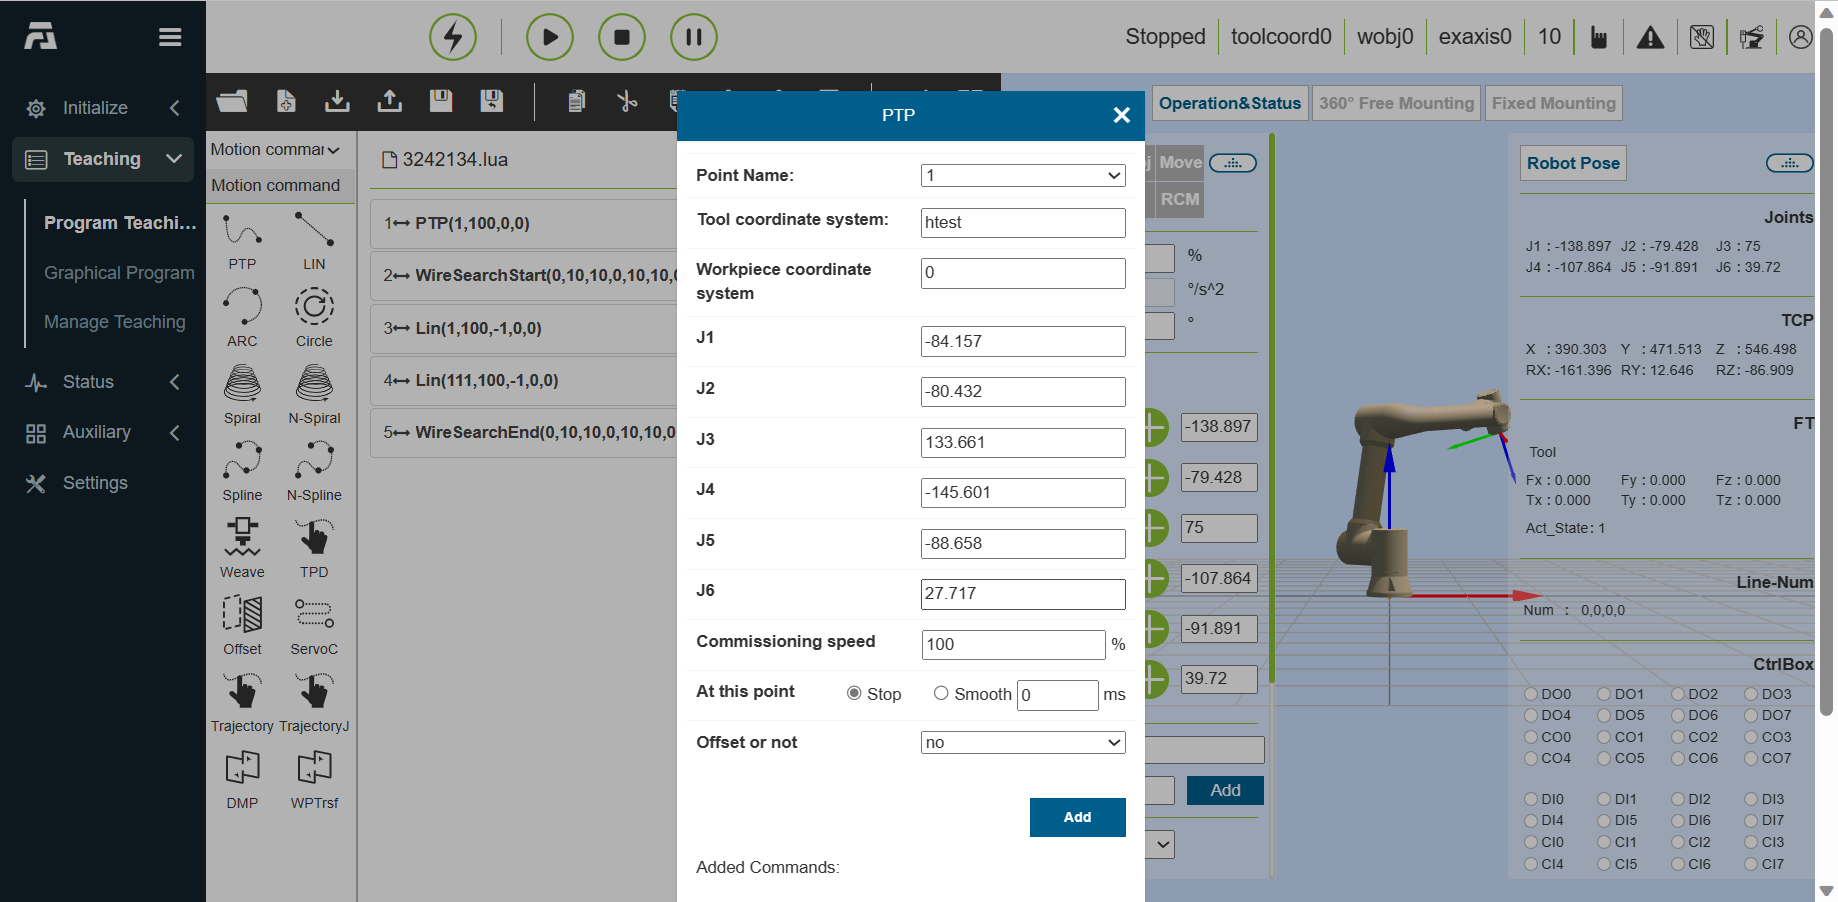 Stopped
toolcoord0
wobj0
exaxis0
10
Initialize
Teaching
Program Teachi...
Graphical Program
Manage Teaching
Status
Auxiliary
Settings
Motion command
PTP
LIN
ARC
Circle
Spiral
N-Spiral
Spline
N-Spline
Weave
TPD
Offset
ServoC
Trajectory
TrajectoryJ
DMP
WPTrsf
3242134.lua
1 PTP(1,100,0,0)
2 WireSearchStart(0,10,10,0,10,10,
3 Lin(1,100,-1,0,0)
4 Lin(111,100,-1,0,0)
5 WireSearchEnd(0,10,10,0,10,10,0
PTP
Point Name: 1
Tool coordinate system: htest
Workpiece coordinate 0
system
J1 -84.157
J2 -80.432
J3 133.661
J4 -145.601
J5 -88.658
J6 27.717
Commissioning speed 100 %
At this point Stop Smooth 0 ms
Offset or not no
Add
Added Commands:
Operation&Status
360° Free Mounting
Fixed Mounting
Move
RCM
%
°/s^2
°
-138.897
-79.428
75
-107.864
-91.891
39.72
Add
Robot Pose
Joints
J1 : -138.897 J2 : -79.428 J3 : 75
J4 : -107.864 J5 : -91.891 J6 : 39.72
TCP
X : 390.303 Y : 471.513 Z : 546.498
RX: -161.396 RY: 12.646 RZ: -86.909
FT
Tool
Fx : 0.000 Fy : 0.000 Fz : 0.000
Tx : 0.000 Ty : 0.000 Tz : 0.000
Act_State: 1
Line-Num
Num : 0,0,0,0
CtrlBox
DO0 DO1 DO2 DO3
DO4 DO5 DO6 DO7
CO0 CO1 CO2 CO3
CO4 CO5 CO6 CO7
DI0 DI1 DI2 DI3
DI4 DI5 DI6 DI7
CI0 CI1 CI2 CI3
CI4 CI5 CI6 CI7